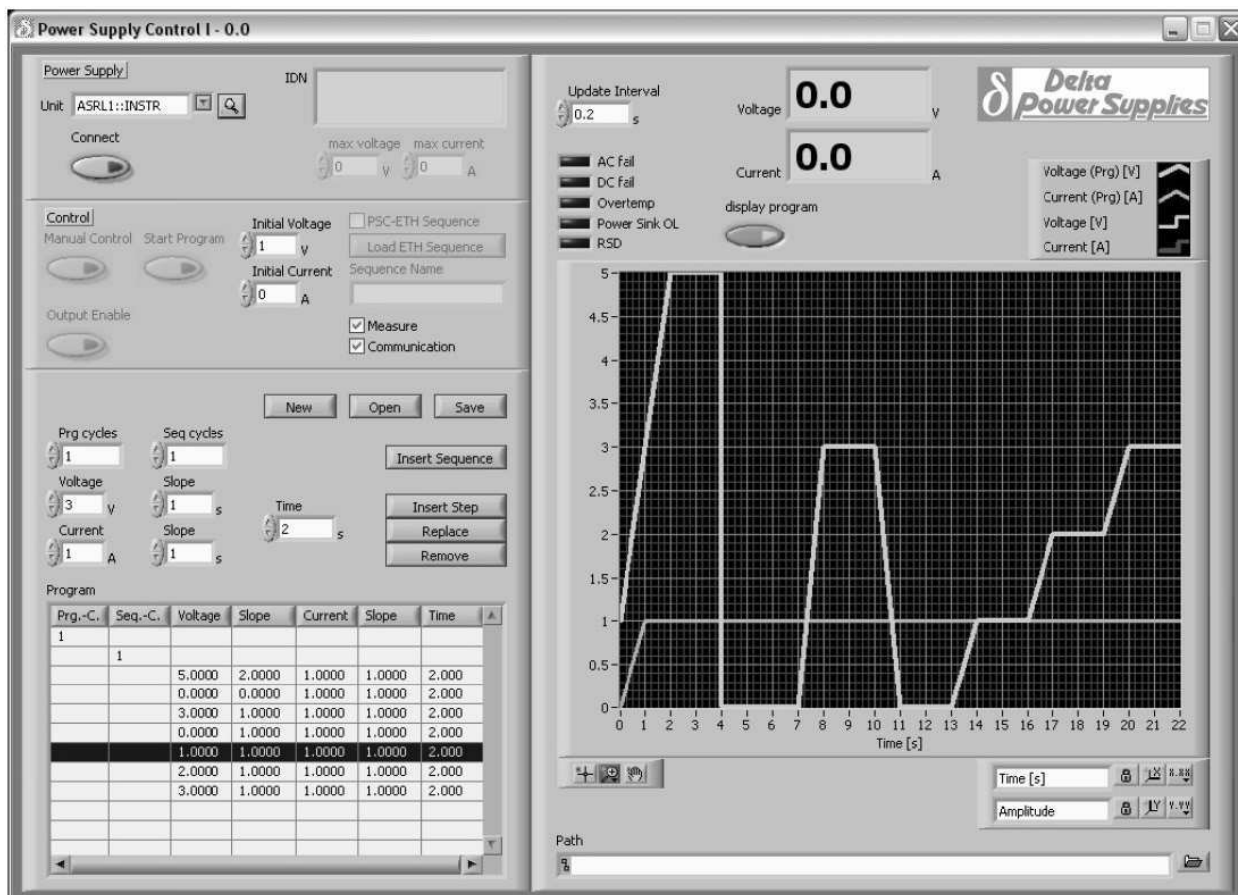 Power Supply Control I - 0.0
Power Supply
IDN
Unit ASRL1::INSTR
Connect
max voltage max current
0 V 0 A
Control
Manual Control Start Program
Initial Voltage
1 V
Initial Current
0 A
PSC-ETH Sequence
Load ETH Sequence
Sequence Name
Output Enable
Measure
Communication
New Open Save
Prg cycles Seq cycles
1 1
Insert Sequence
Voltage Slope
3 V 1 s
Time
2 s
Current Slope
1 A 1 s
Insert Step
Replace
Remove
Program
Prg.-C. Seq.-C. Voltage Slope Current Slope Time
1
1
5.0000 2.0000 1.0000 1.0000 2.000
0.0000 0.0000 1.0000 1.0000 2.000
3.0000 1.0000 1.0000 1.0000 2.000
0.0000 1.0000 1.0000 1.0000 2.000
1.0000 1.0000 1.0000 1.0000 2.000
2.0000 1.0000 1.0000 1.0000 2.000
3.0000 1.0000 1.0000 1.0000 2.000
Update Interval
0.2 s
Voltage 0.0 V
Current 0.0 A
δ Delta
Power Supplies
AC fail
DC fail
Overtemp
Power Sink OL
RSD
display program
Voltage (Prg) [V]
Current (Prg) [A]
Voltage [V]
Current [A]
5
4.5
4
3.5
3
2.5
2
1.5
1
0.5
0
0 1 2 3 4 5 6 7 8 9 10 11 12 13 14 15 16 17 18 19 20 21 22
Time [s]
Time [s] X X.XX
Amplitude Y Y.YY
Path